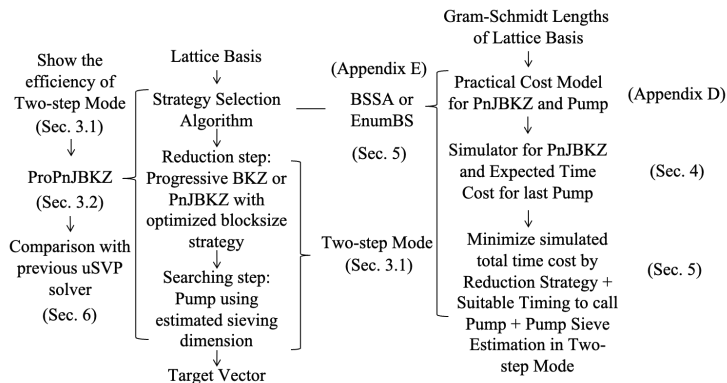 Show the
efficiency of
Two-step Mode
(Sec. 3.1)
ProPnJBKZ
(Sec. 3.2)
Comparison with
previous uSVP
solver
(Sec. 6)
Lattice Basis
Strategy Selection
Algorithm
Reduction step:
Progressive BKZ or
PnJBKZ with
optimized blocksize
strategy
Searching step:
Pump using
estimated sieving
dimension
Target Vector
(Appendix E)
BSSA or
EnumBS
(Sec. 5)
Two-step Mode
(Sec. 3.1)
Gram-Schmidt Lengths
of Lattice Basis
Practical Cost Model
for PnJBKZ and Pump
(Appendix D)
Simulator for PnJBKZ
and Expected Time
Cost for last Pump
(Sec. 4)
Minimize simulated
total time cost by
Reduction Strategy +
Suitable Timing to call
Pump + Pump Sieve
Estimation in Two-
step Mode
(Sec. 5)